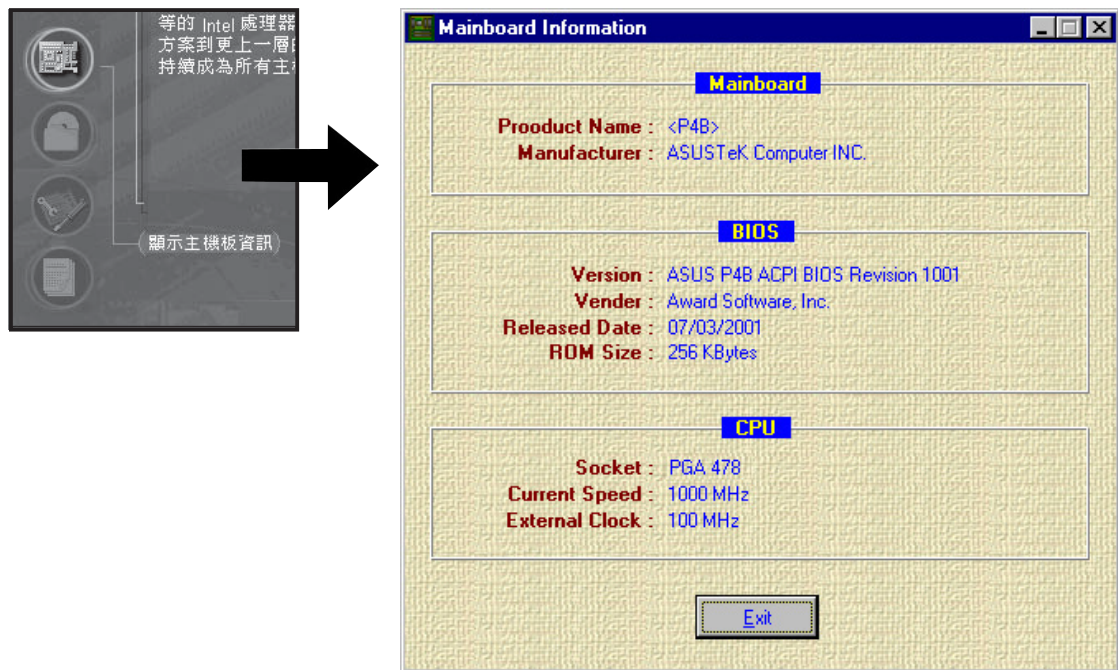 等的 Intel 處理器
方案到更上一層
持續成為所有主
顯示主機板資訊
Mainboard Information
Mainboard
Prooduct Name : <P4B>
Manufacturer : ASUSTeK Computer INC.
BIOS
Version : ASUS P4B ACPI BIOS Revision 1001
Vender : Award Software, Inc.
Released Date : 07/03/2001
ROM Size : 256 KBytes
CPU
Socket : PGA 478
Current Speed : 1000 MHz
External Clock : 100 MHz
Exit